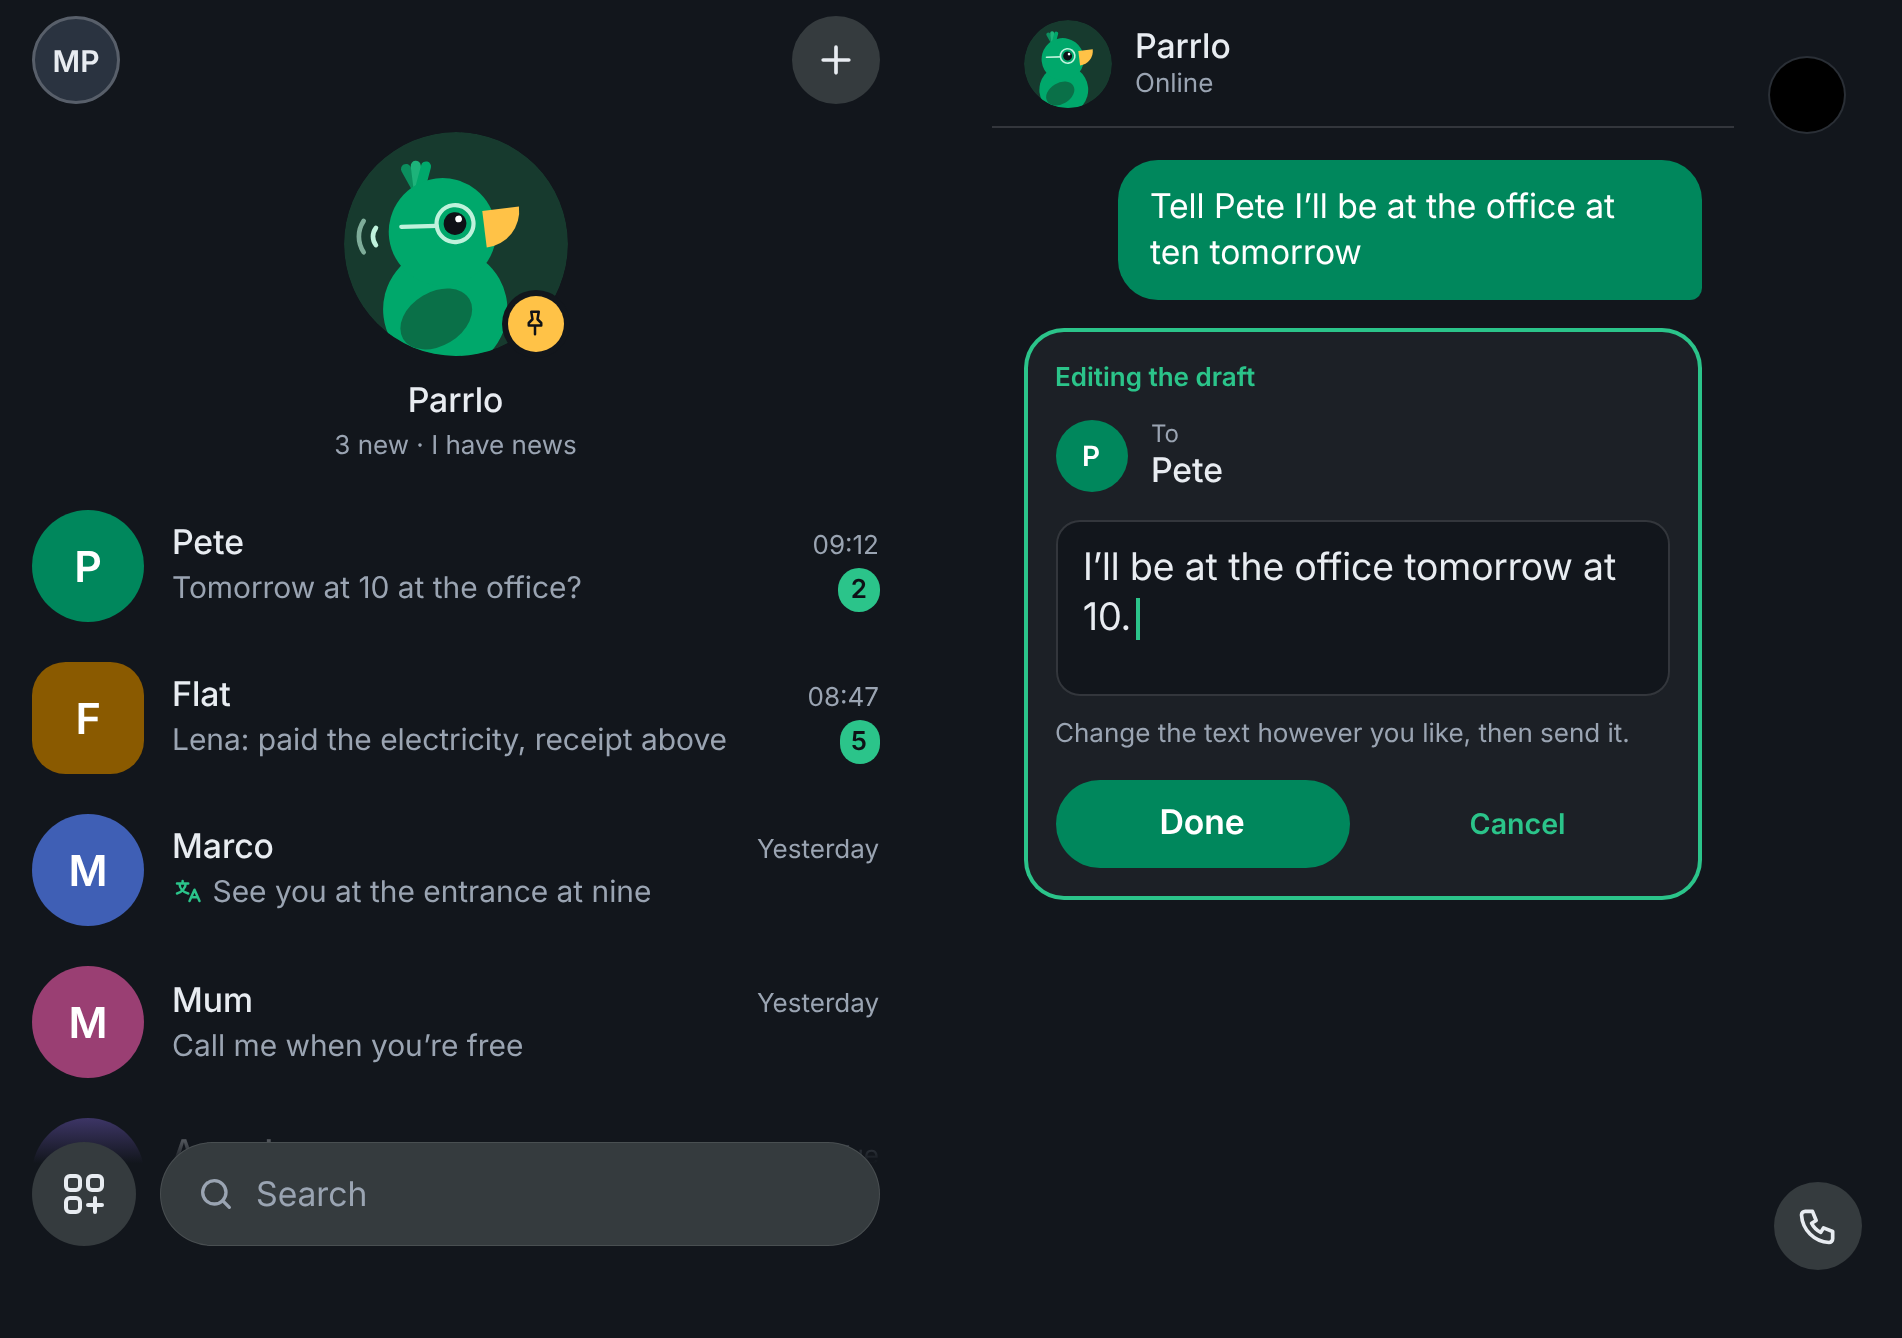 MP
Parrlo
3 new · I have news
P
Pete
09:12
Tomorrow at 10 at the office?
2
F
Flat
08:47
Lena: paid the electricity, receipt above
5
M
Marco
Yesterday
See you at the entrance at nine
M
Mum
Yesterday
Call me when you’re free
Search
Parrlo
Online
Tell Pete I’ll be at the office at
ten tomorrow
Editing the draft
P
To
Pete
I’ll be at the office tomorrow at
10.
Change the text however you like, then send it.
Done
Cancel